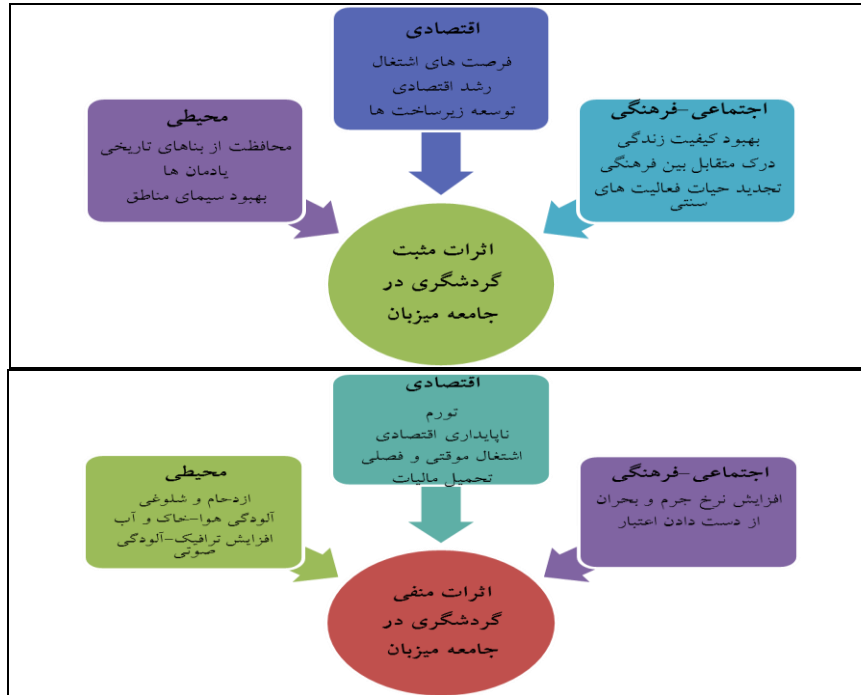 اقتصادی
فرصت های اشتغال
رشد اقتصادی
توسعه زیرساخت ها
اجتماعی-فرهنگی
بهبود کیفیت زندگی
درک متقابل بین فرهنگی
تجدید حیات فعالیت های
سنتی
محیطی
محافظت از بناهای تاریخی
یادمان ها
بهبود سیمای مناطق
اثرات مثبت
گردشگری در
جامعه میزبان
اقتصادی
تورم
ناپایداری اقتصادی
اشتغال موقتی و فصلی
تحمیل مالیات
اجتماعی-فرهنگی
افزایش نرخ جرم و بحران
از دست دادن اعتبار
محیطی
ازدحام و شلوغی
آلودگی هوا-خاک و آب
افزایش ترافیک-آلودگی
صوتی
اثرات منفی
گردشگری در
جامعه میزبان